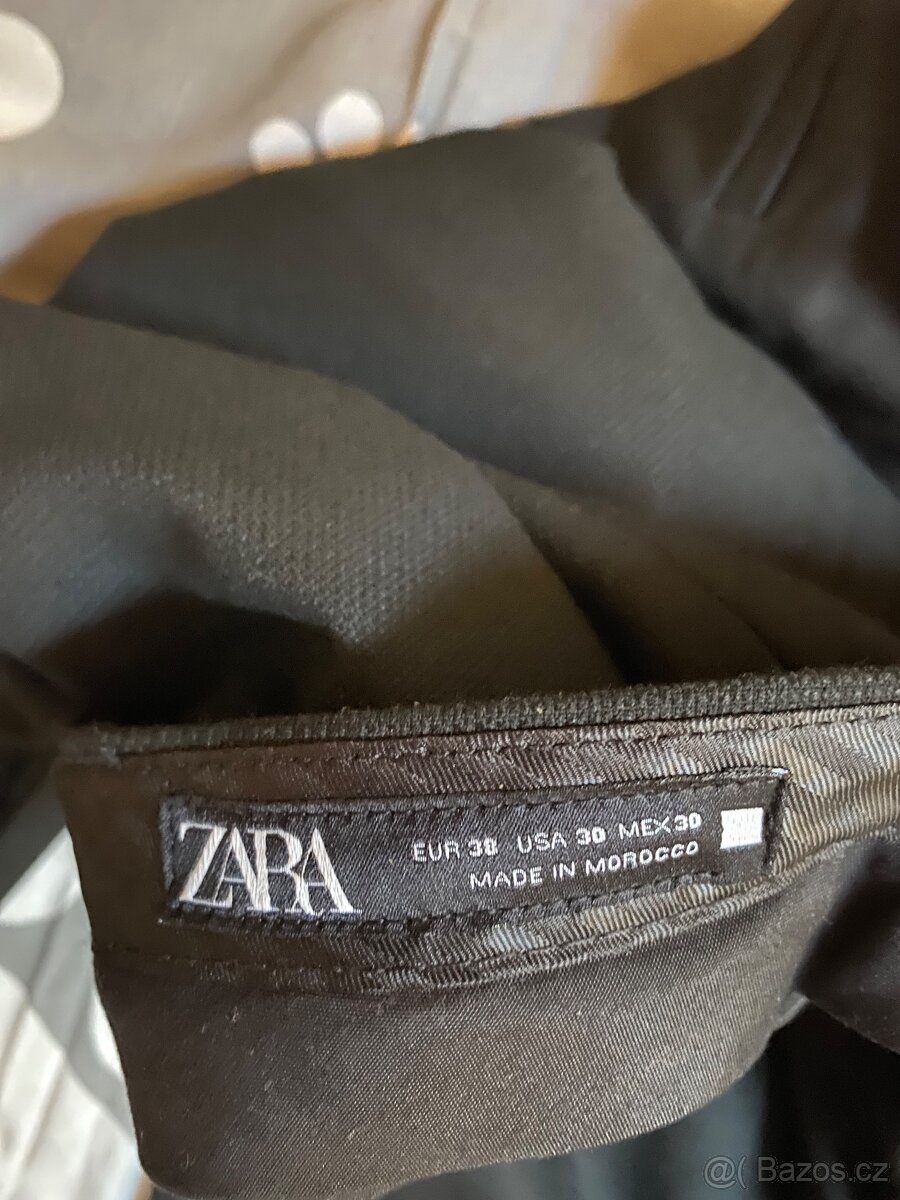 ZARA
EUR 38 USA 30 MEX 30
MADE IN MOROCCO
@( Bazos.cz